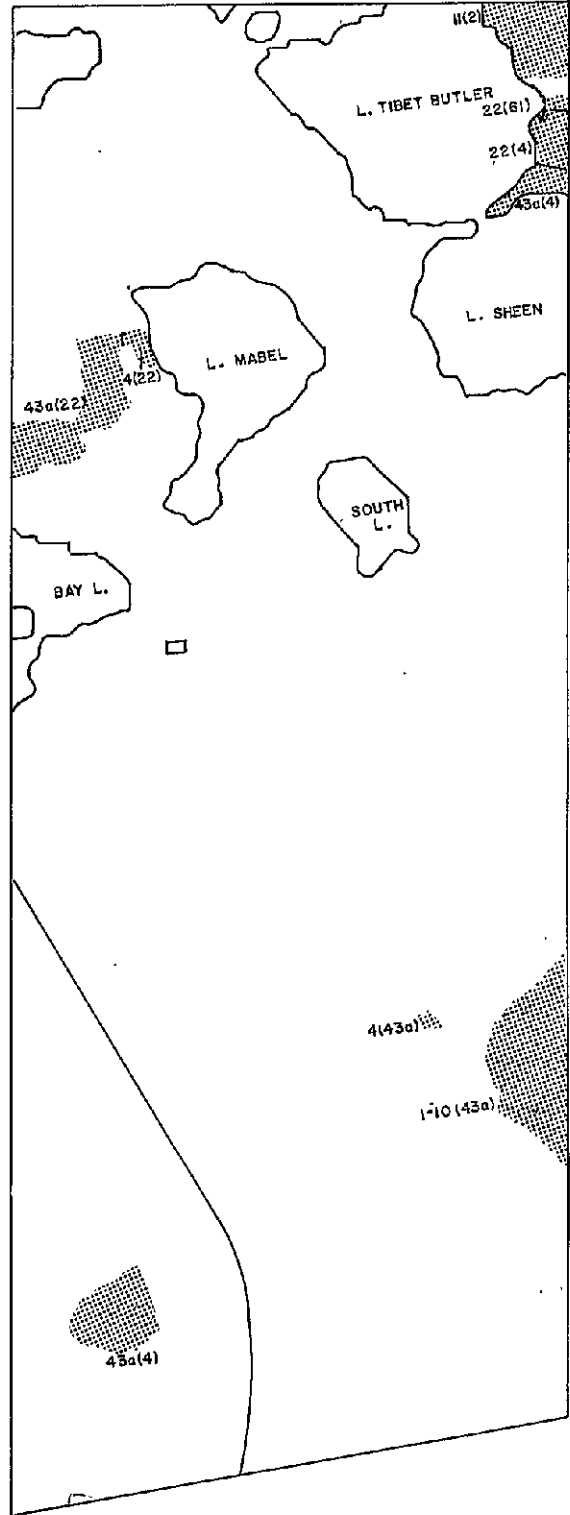 11(2)
L. TIBET BUTLER
22(61)
22(4)
43a(4)
L. SHEEN
L. MABEL
4(22)
43a(22)
SOUTH
L.
BAY L.
4(43a)
1-10(43a)
43a(4)